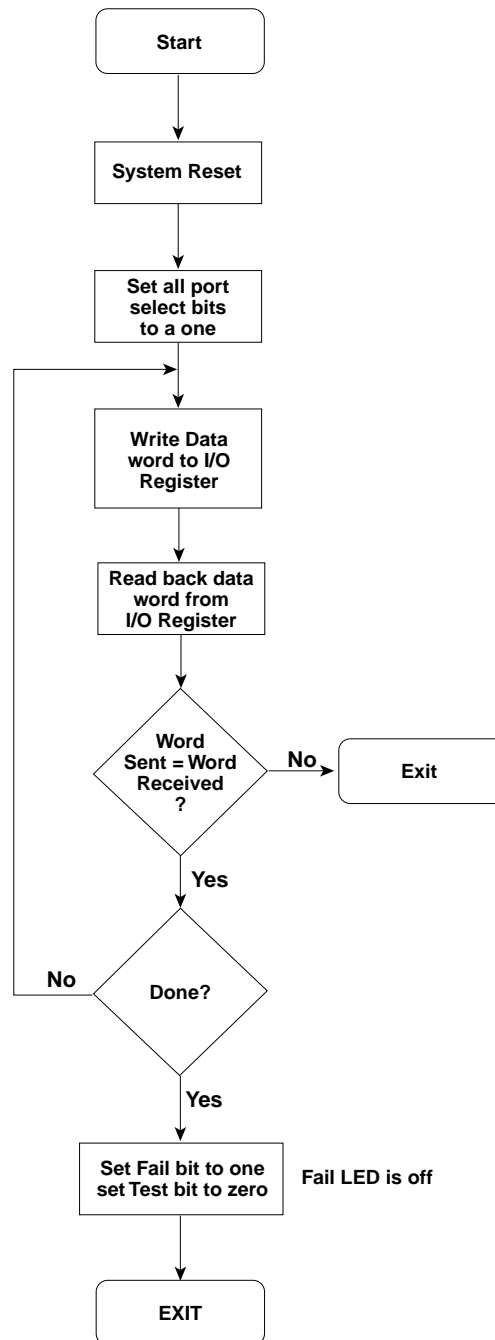 Start
System Reset
Set all port
select bits
to a one
Write Data
word to I/O
Register
Read back data
word from
I/O Register
Word
Sent = Word
Received
?
No
Exit
Yes
No
Done?
Yes
Set Fail bit to one
set Test bit to zero
Fail LED is off
EXIT